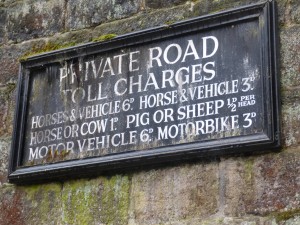 PRIVATE ROAD
TOLL CHARGES
HORSES & VEHICLE 6D HORSE & VEHICLE 3D
HORSE OR COW 1D PIG OR SHEEP ½D PER HEAD
MOTOR VEHICLE 6D MOTORBIKE 3D